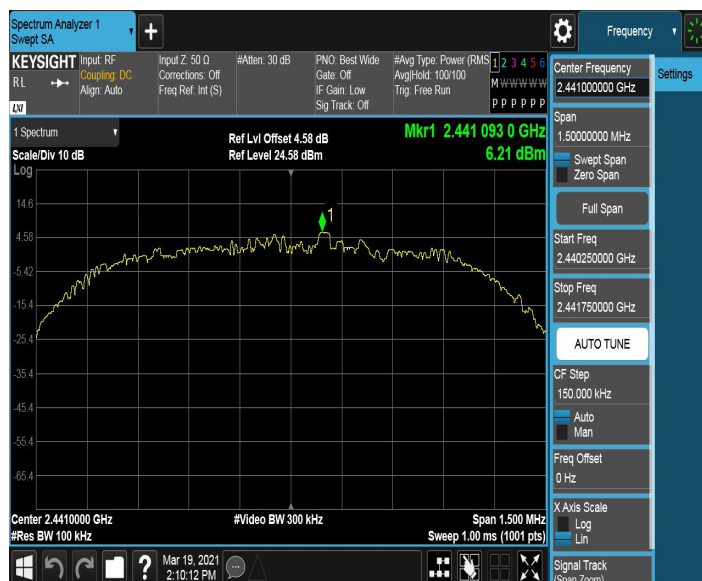 Spectrum Analyzer 1
Swept SA
+
Frequency
KEYSIGHT
RL
LXI
Input: RF
Coupling: DC
Align: Auto
Input Z: 50 Ω
Corrections: Off
Freq Ref: Int (S)
#Atten: 30 dB
PNO: Best Wide
Gate: Off
IF Gain: Low
Sig Track: Off
#Avg Type: Power (RMS
Avg|Hold: 100/100
Trig: Free Run
1 2 3 4 5 6
M W W W W W
P P P P P P
1 Spectrum
Scale/Div 10 dB
Ref Lvl Offset 4.58 dB
Ref Level 24.58 dBm
Mkr1 2.441 093 0 GHz
6.21 dBm
Log
14.6
4.58
-5.42
-15.4
-25.4
-35.4
-45.4
-55.4
-65.4
1
Center 2.4410000 GHz
#Res BW 100 kHz
#Video BW 300 kHz
Span 1.500 MHz
Sweep 1.00 ms (1001 pts)
?
Mar 19, 2021
2:10:12 PM
Center Frequency
2.441000000 GHz
Span
1.50000000 MHz
Swept Span
Zero Span
Full Span
Start Freq
2.440250000 GHz
Stop Freq
2.441750000 GHz
AUTO TUNE
CF Step
150.000 kHz
Auto
Man
Freq Offset
0 Hz
X Axis Scale
Log
Lin
Signal Track
(Span Zoom)
Settings